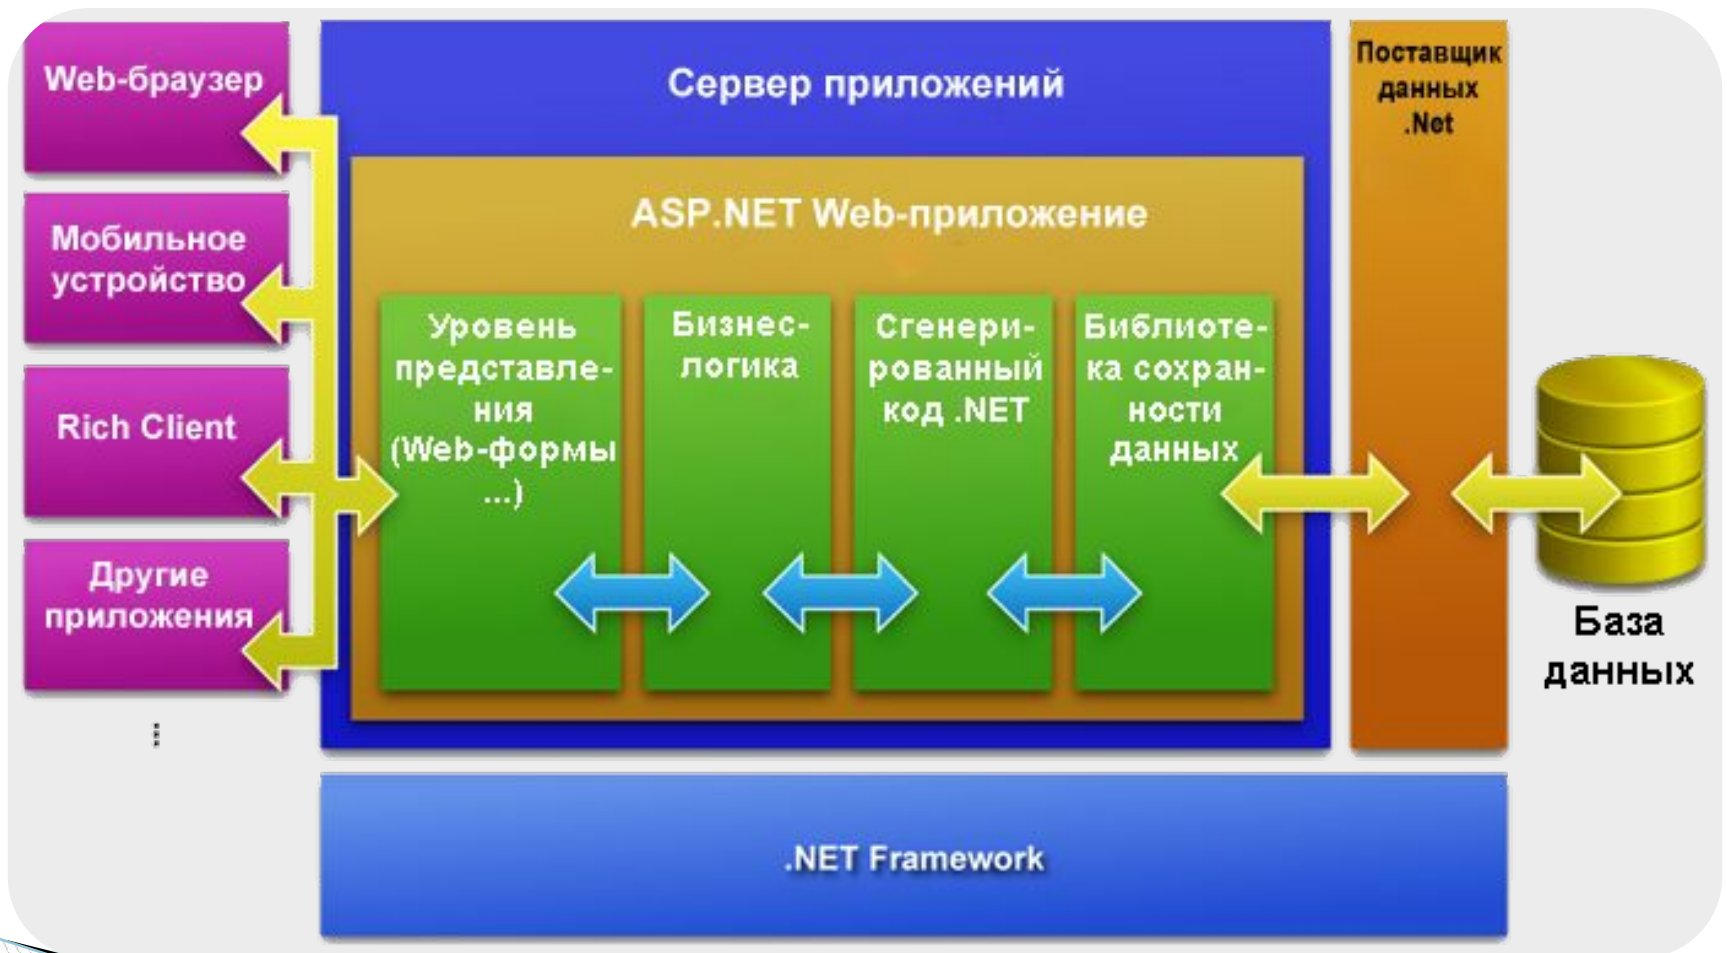 Web-браузер
Мобильное
устройство
Rich Client
Другие
приложения
...
Сервер приложений
ASP.NET Web-приложение
Уровень
представле-
ния
(Web-формы
...)
Бизнес-
логика
Сгенери-
рованный
код .NET
Библиоте-
ка сохран-
ности
данных
Поставщик
данных
.Net
База
данных
.NET Framework